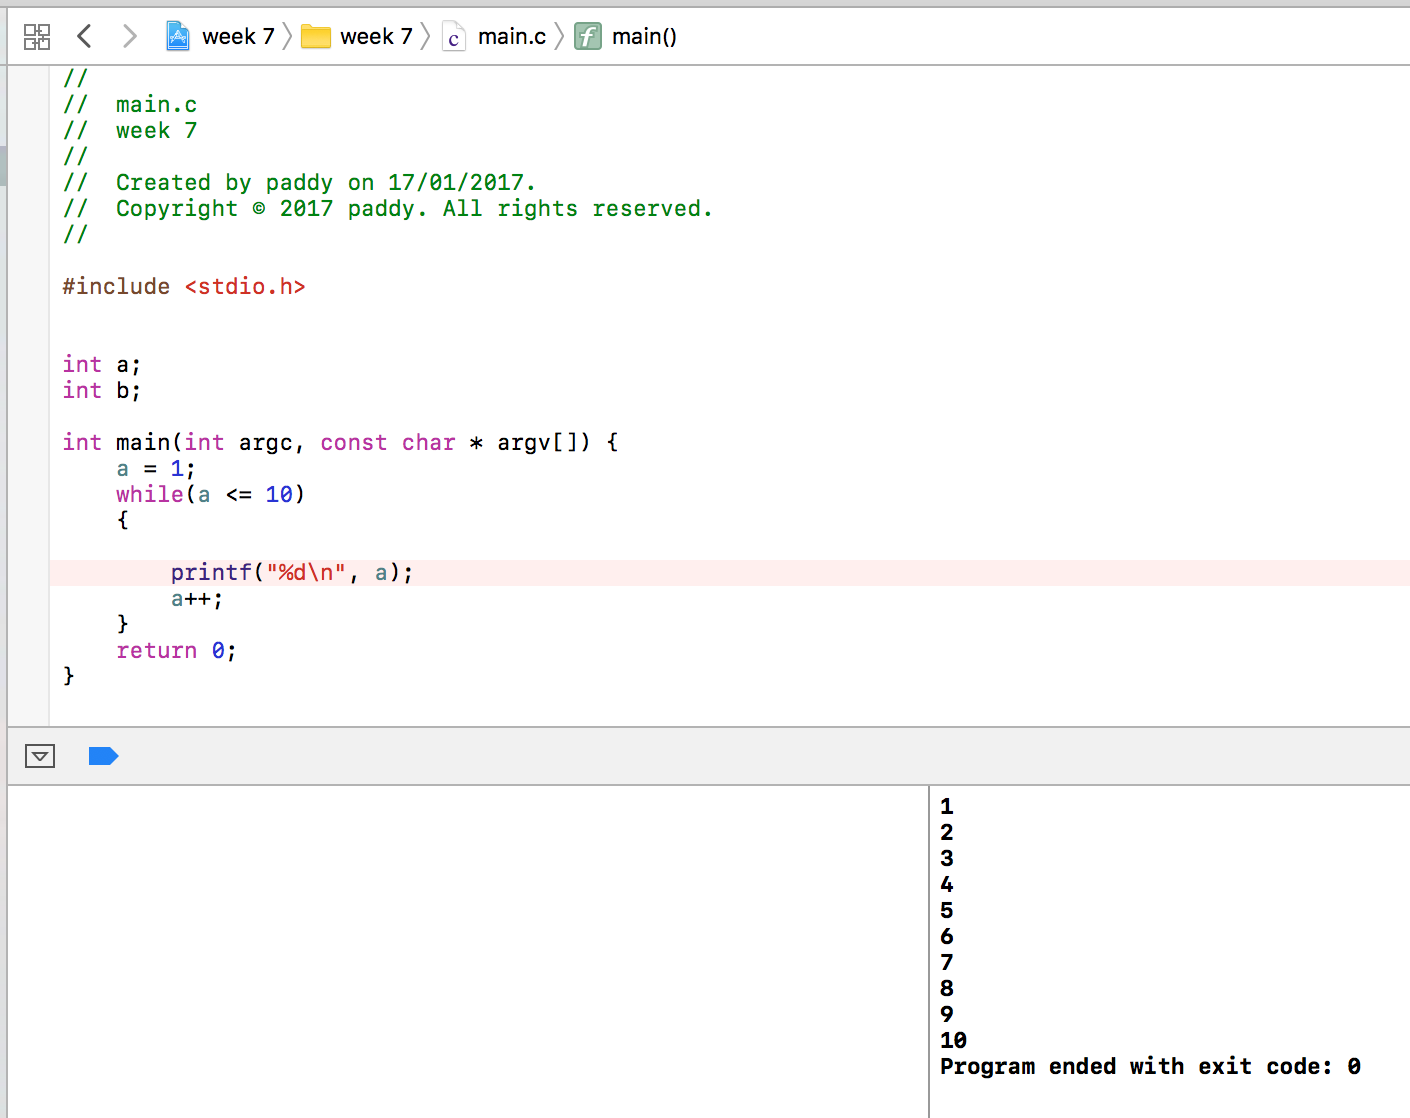 week 7 week 7 c main.c f main()
//
//  main.c
//  week 7
//
//  Created by paddy on 17/01/2017.
//  Copyright © 2017 paddy. All rights reserved.
//
#include <stdio.h>
int a;
int b;
int main(int argc, const char * argv[]) {
    a = 1;
    while(a <= 10)
    {
        printf("%d\n", a);
        a++;
    }
    return 0;
}
1
2
3
4
5
6
7
8
9
10
Program ended with exit code: 0